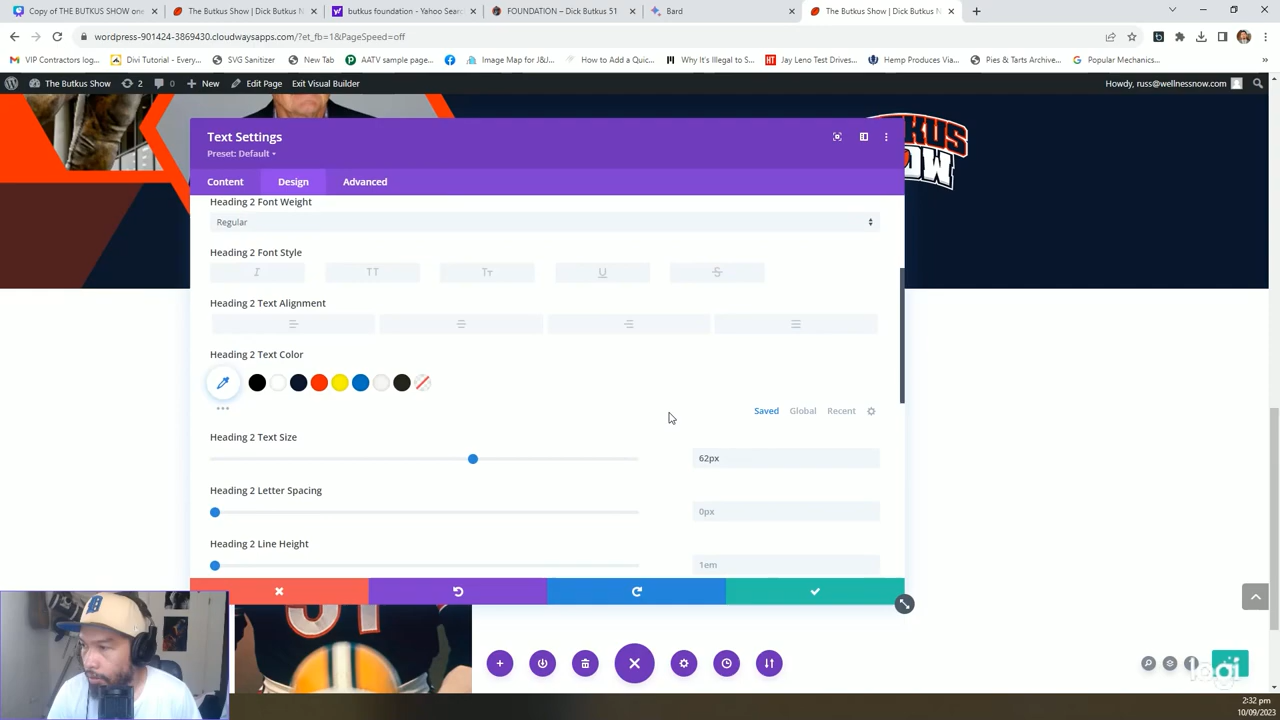 Copy of THE BUTKUS SHOW one
The Butkus Show | Dick Butkus N
butkus foundation - Yahoo Sear
FOUNDATION – Dick Butkus 51
Bard
The Butkus Show | Dick Butkus N
wordpress-901424-3869430.cloudwaysapps.com/?et_fb=1&PageSpeed=off
VIP Contractors log...
Divi Tutorial - Every...
SVG Sanitizer
New Tab
AATV sample page...
Image Map for J&J...
How to Add a Quic...
Why It's Illegal to S...
Jay Leno Test Drives...
Hemp Produces Via...
Pies & Tarts Archive...
Popular Mechanics...
The Butkus Show
2
0
New
Edit Page
Exit Visual Builder
Howdy, russ@wellnessnow.com
Text Settings
Preset: Default
Content
Design
Advanced
Heading 2 Font Weight
Regular
Heading 2 Font Style
I
TT
Tт
U
S
Heading 2 Text Alignment
Heading 2 Text Color
Saved
Global
Recent
Heading 2 Text Size
62px
Heading 2 Letter Spacing
0px
Heading 2 Line Height
1em
51
2:32 pm
10/09/2023